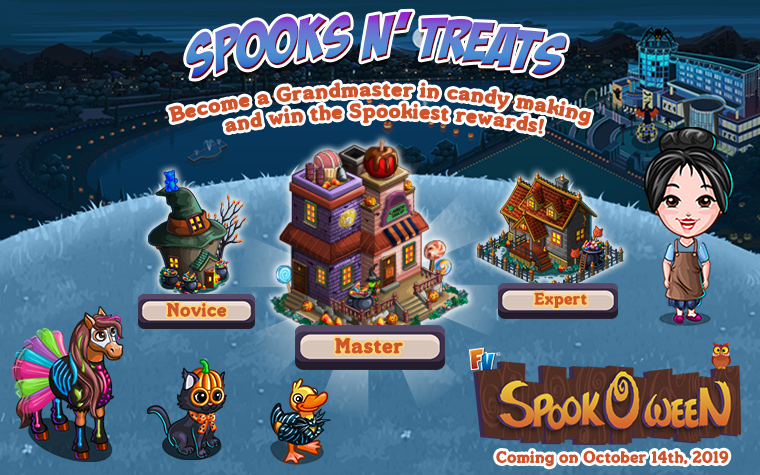 SPOOKS N' TREATS
Become a Grandmaster in candy making
and win the Spookiest rewards!
Novice
Master
Expert
FV
SPOOKOWEEN
Coming on October 14th, 2019